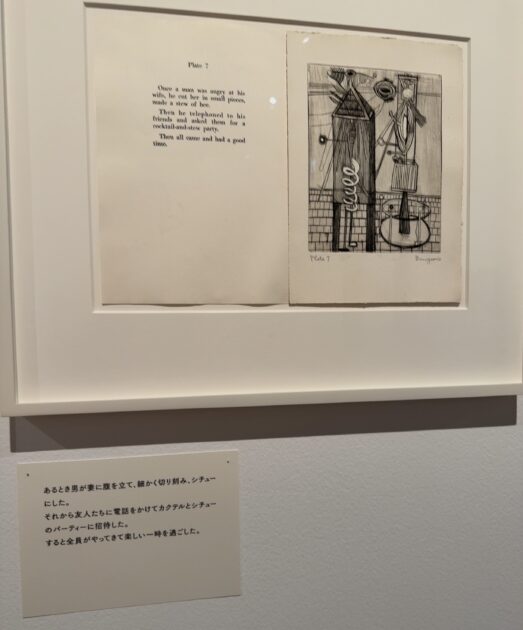 Plate 7
Once a man was angry at his
wife, he cut her in small pieces,
made a stew of her.
Then he telephoned to his
friends and asked them for a
cocktail-and-stew party.
Then all came and had a good
time.
Plate 7
Bourgeois
あるとき男が妻に腹を立て、細かく切り刻み、シチュー
にした。
それから友人たちに電話をかけてカクテルとシチュー
のパーティーに招待した。
すると全員がやってきて楽しい一時を過ごした。